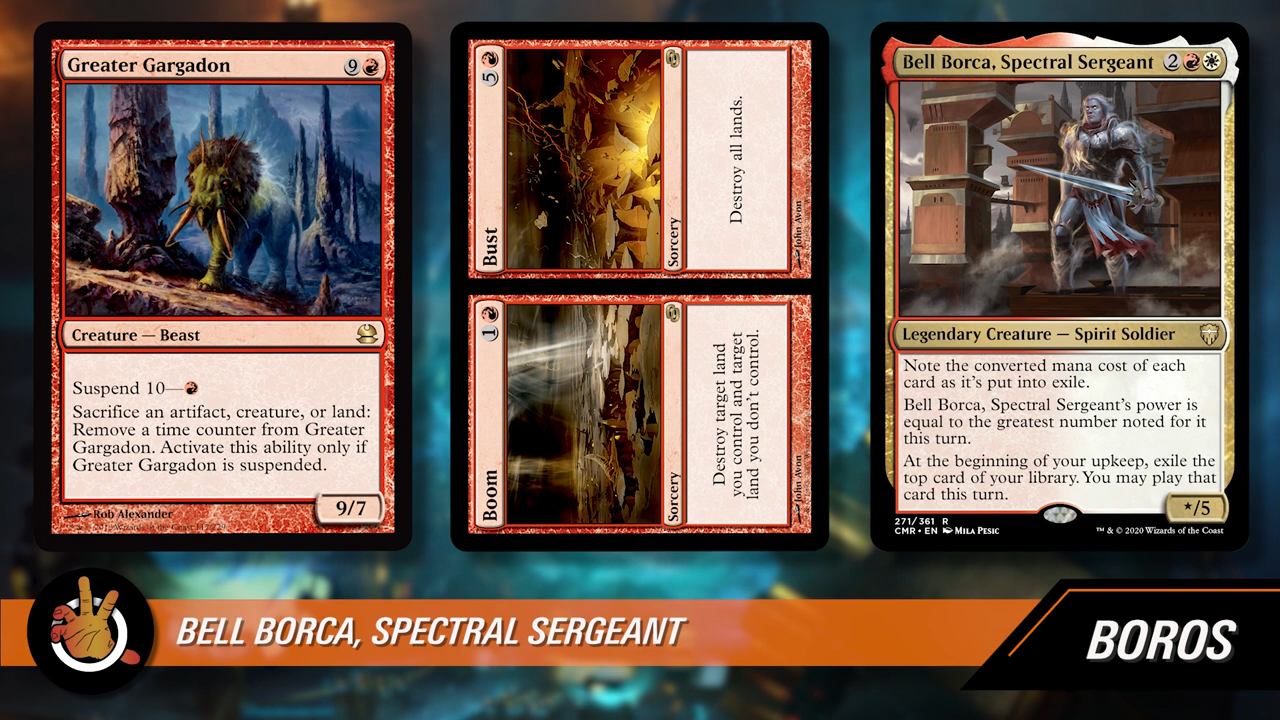 Greater Gargadon 9
Creature — Beast
Suspend 10—
Sacrifice an artifact, creature, or land:
Remove a time counter from Greater
Gargadon. Activate this ability only if
Greater Gargadon is suspended.
9/7
Rob Alexander
Bust 5
Sorcery
Destroy all lands.
John Avon
Boom 1
Sorcery
Destroy target land
you control and target
land you don't control.
John Avon
Bell Borca, Spectral Sergeant 2
Legendary Creature — Spirit Soldier
Note the converted mana cost of each
card as it's put into exile.
Bell Borca, Spectral Sergeant's power is
equal to the greatest number noted for it
this turn.
At the beginning of your upkeep, exile the
top card of your library. You may play that
card this turn.
*/5
271/361 R
CMR • EN Mila Pesic
™ & © 2020 Wizards of the Coast
BELL BORCA, SPECTRAL SERGEANT
BOROS